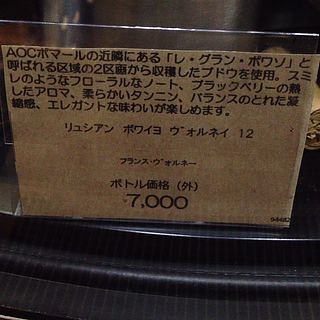 AOCポマールの近隣にある「レ・グラン・ポワゾ」と
呼ばれる区域の2区画から収穫したブドウを使用。スミ
レのようなフローラルなノート、ブラックベリーの熟
したアロマ、柔らかいタンニン、バランスのとれた凝
縮感、エレガントな味わいが楽しめます。
リュシアン ボワイヨ ヴォルネイ 12
フランス・ヴォルネー
ボトル価格（外）
7,000
94482